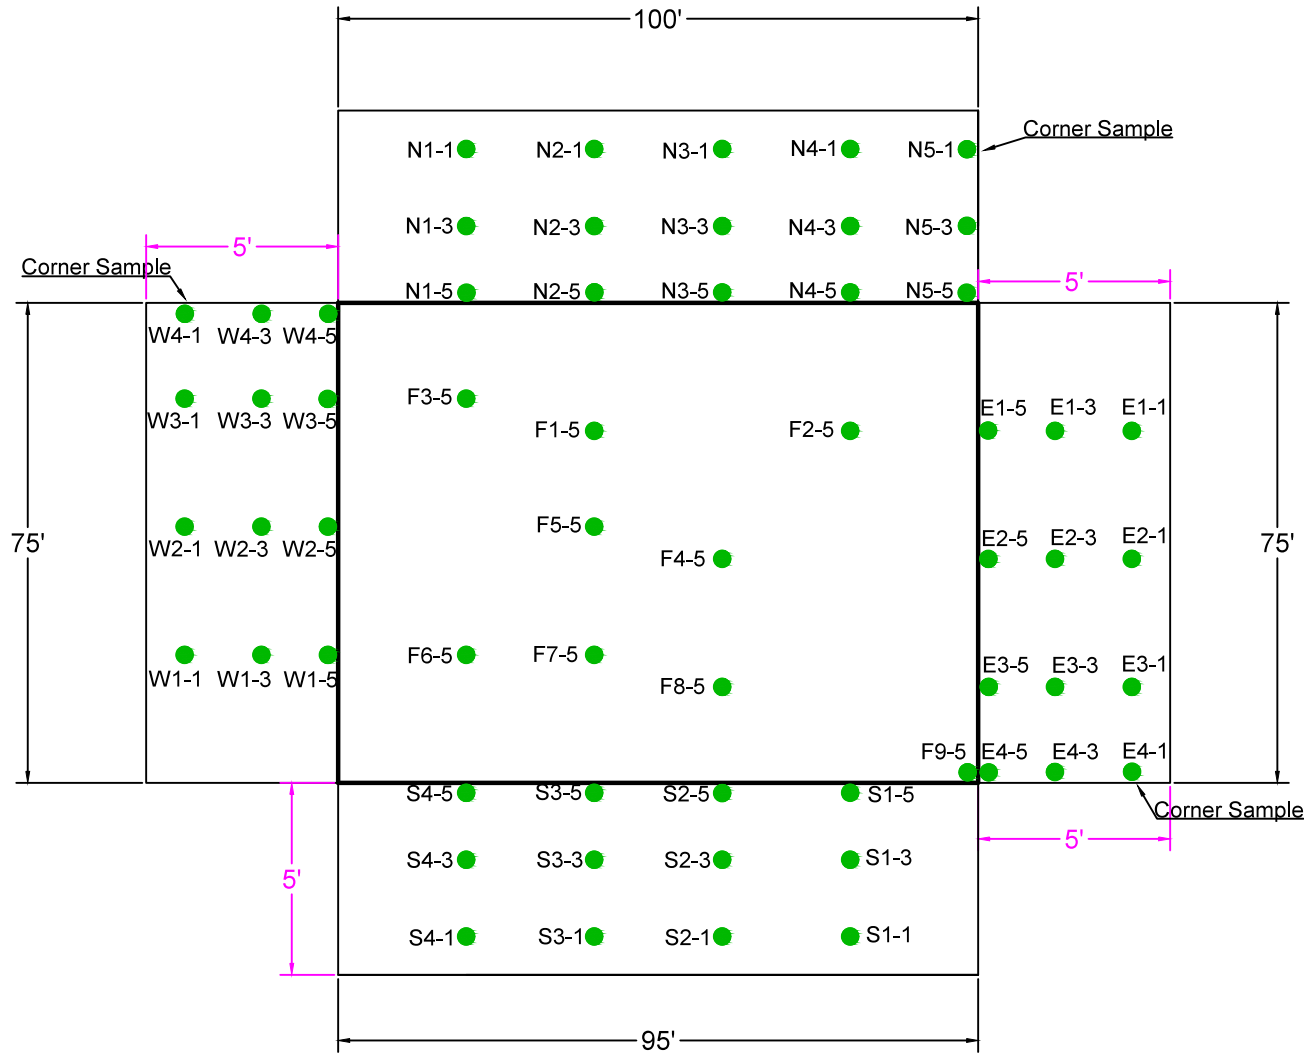 100'
Corner Sample
N1-1 N2-1 N3-1 N4-1 N5-1
N1-3 N2-3 N3-3 N4-3 N5-3
5'
Corner Sample
5'
N1-5 N2-5 N3-5 N4-5 N5-5
W4-1 W4-3 W4-5
F3-5
W3-1 W3-3 W3-5
E1-5 E1-3 E1-1
F1-5 F2-5
F5-5
75'
W2-1 W2-3 W2-5
E2-5 E2-3 E2-1
75'
F4-5
F6-5 F7-5
W1-1 W1-3 W1-5
E3-5 E3-3 E3-1
F8-5
F9-5 E4-5 E4-3 E4-1
S4-5 S3-5 S2-5 S1-5
Corner Sample
5'
S4-3 S3-3 S2-3 S1-3
5'
S4-1 S3-1 S2-1 S1-1
95'